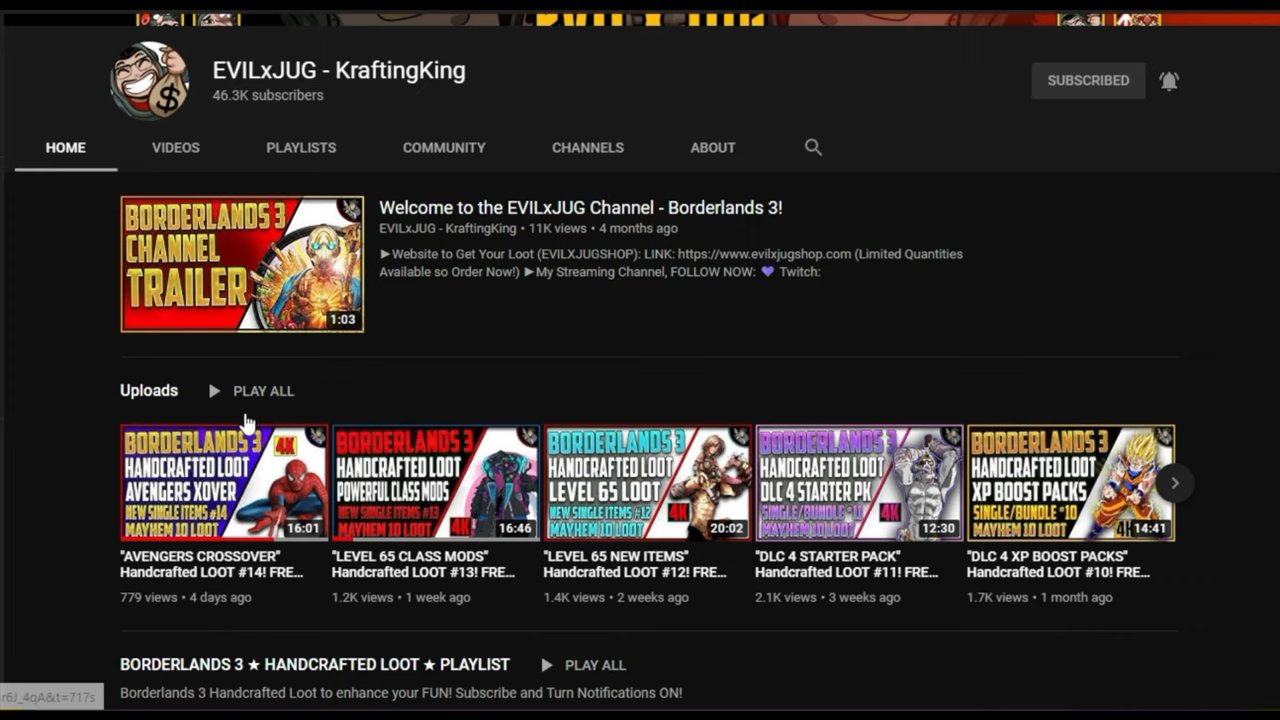 EVILxJUG - KraftingKing
46.3K subscribers
SUBSCRIBED
HOME
VIDEOS
PLAYLISTS
COMMUNITY
CHANNELS
ABOUT
BORDERLANDS 3
CHANNEL
TRAILER
1:03
Welcome to the EVILxJUG Channel - Borderlands 3!
EVILxJUG - KraftingKing • 11K views • 4 months ago
►Website to Get Your Loot (EVILXJUGSHOP): LINK: https://www.evilxjugshop.com (Limited Quantities
Available so Order Now!) ►My Streaming Channel, FOLLOW NOW: 💜 Twitch:
Uploads
PLAY ALL
BORDERLANDS 3
4K
HANDCRAFTED LOOT
AVENGERS XOVER
NEW SINGLE ITEMS #14
MAYHEM 10 LOOT
16:01
"AVENGERS CROSSOVER"
Handcrafted LOOT #14! FRE...
779 views • 4 days ago
BORDERLANDS 3
HANDCRAFTED LOOT
POWERFUL CLASS MODS
NEW SINGLE ITEMS #13
MAYHEM 10 LOOT
4K
16:46
"LEVEL 65 CLASS MODS"
Handcrafted LOOT #13! FRE...
1.2K views • 1 week ago
BORDERLANDS 3
HANDCRAFTED LOOT
LEVEL 65 LOOT
NEW SINGLE ITEMS #12
MAYHEM 10 LOOT
4K
20:02
"LEVEL 65 NEW ITEMS"
Handcrafted LOOT #12! FRE...
1.4K views • 2 weeks ago
BORDERLANDS 3
HANDCRAFTED LOOT
DLC 4 STARTER PK
SINGLE/BUNDLE #11
MAYHEM 10 LOOT
4K
12:30
"DLC 4 STARTER PACK"
Handcrafted LOOT #11! FRE...
2.1K views • 3 weeks ago
BORDERLANDS 3
HANDCRAFTED LOOT
XP BOOST PACKS
SINGLE/BUNDLE #10
MAYHEM 10 LOOT
4K
14:41
"DLC 4 XP BOOST PACKS"
Handcrafted LOOT #10! FRE...
1.7K views • 1 month ago
BORDERLANDS 3 ★ HANDCRAFTED LOOT ★ PLAYLIST
PLAY ALL
Borderlands 3 Handcrafted Loot to enhance your FUN! Subscribe and Turn Notifications ON!
r6J_4qA&t=717s